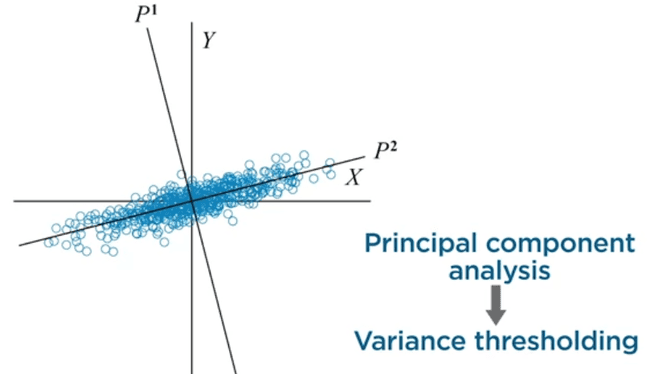 P¹
Y
P²
X
Principal component
analysis
Variance thresholding